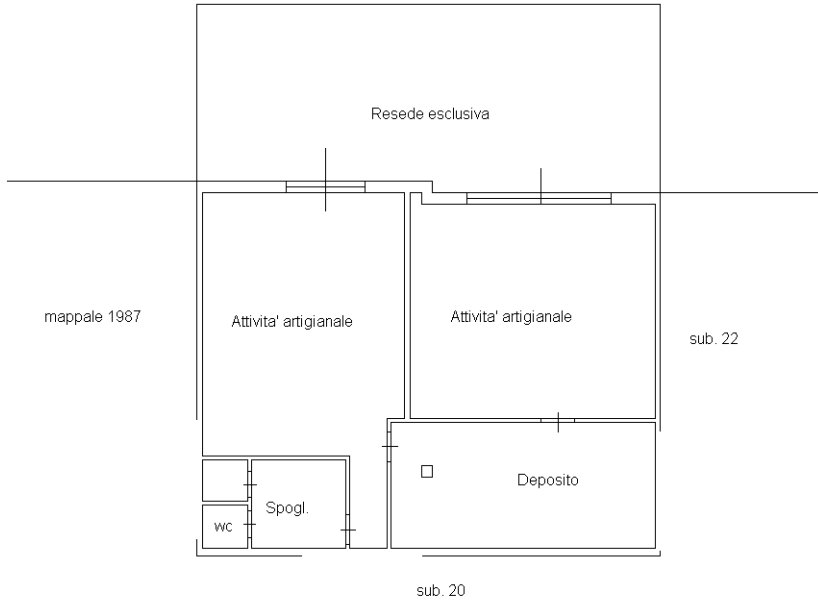 Resede esclusiva
mappale 1987
Attivita' artigianale
Attivita' artigianale
sub. 22
Deposito
Spogl.
wc
sub. 20